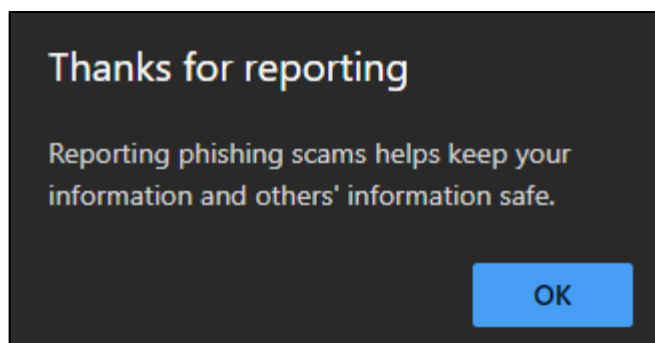 Thanks for reporting
Reporting phishing scams helps keep your
information and others' information safe.
OK